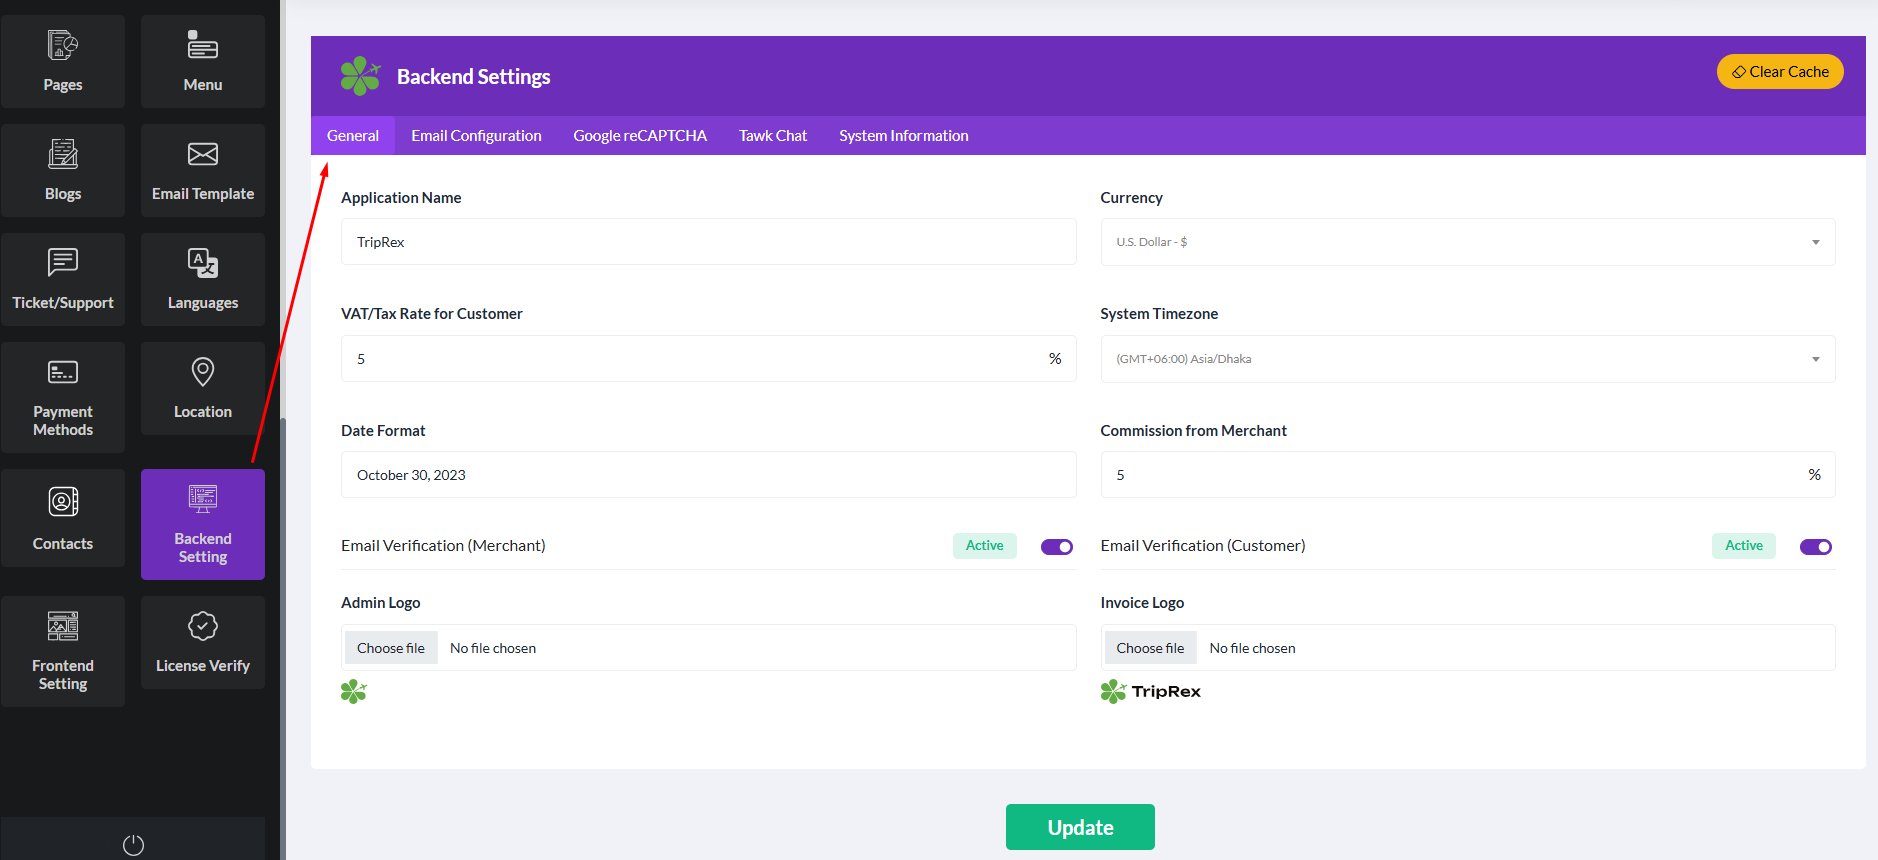 Pages
Menu
Blogs
Email Template
Ticket/Support
Languages
Payment
Methods
Location
Contacts
Backend
Setting
Frontend
Setting
License Verify
Backend Settings
Clear Cache
General Email Configuration Google reCAPTCHA Tawk Chat System Information
Application Name
TripRex
Currency
U.S. Dollar - $
VAT/Tax Rate for Customer
5 %
System Timezone
(GMT+06:00) Asia/Dhaka
Date Format
October 30, 2023
Commission from Merchant
5 %
Email Verification (Merchant) Active
Email Verification (Customer) Active
Admin Logo
Choose file No file chosen
Invoice Logo
Choose file No file chosen
TripRex
Update